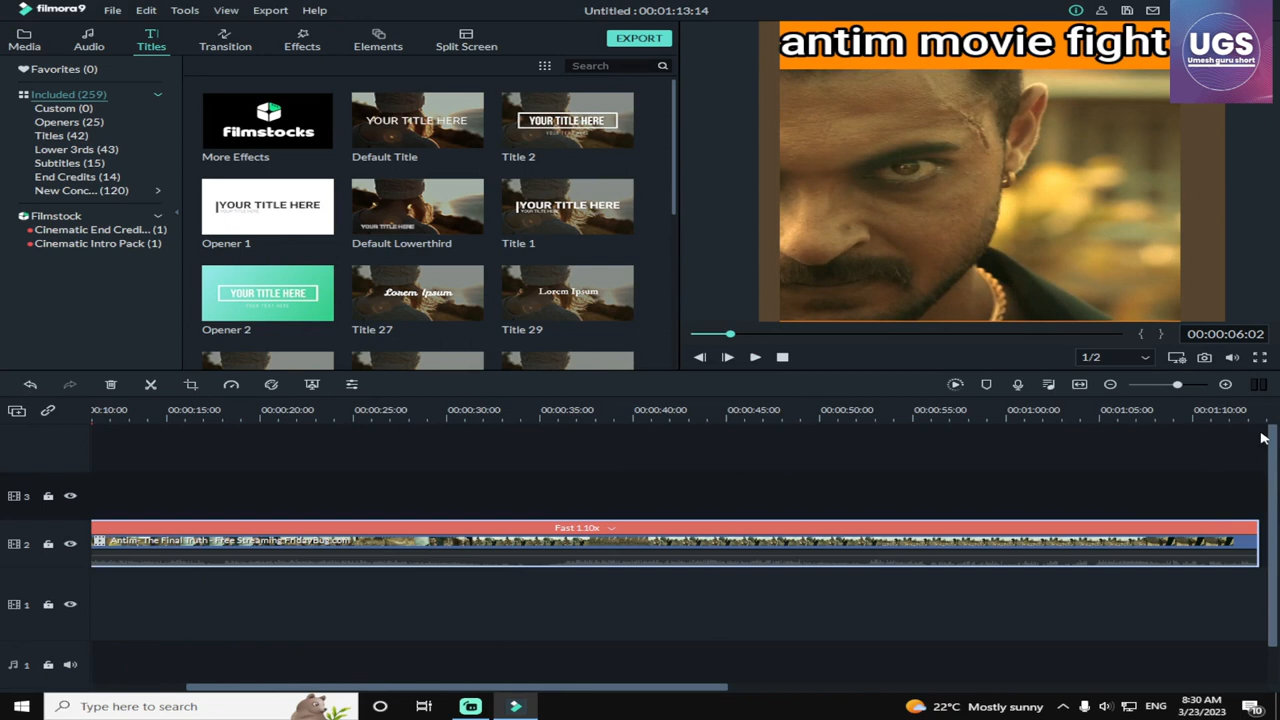 filmora9 File Edit Tools View Export Help Untitled : 00:01:13:14
Media Audio Titles Transition Effects Elements Split Screen EXPORT
Favorites (0)
Included (259)
Custom (0)
Openers (25)
Titles (42)
Lower 3rds (43)
Subtitles (15)
End Credits (14)
New Conc... (120)
Filmstock
Cinematic End Credi... (1)
Cinematic Intro Pack (1)
Search
filmstocks
More Effects
YOUR TITLE HERE
Default Title
YOUR TITLE HERE
Title 2
YOUR TITLE HERE
Opener 1
YOUR TITLE HERE
Default Lowerthird
YOUR TITLE HERE
Title 1
YOUR TITLE HERE
Opener 2
Lorem Ipsum
Title 27
Lorem Ipsum
Title 29
antim movie fight
UGS
Umesh guru short
{ } 00:00:06:02
1/2
00:10:00 00:00:15:00 00:00:20:00 00:00:25:00 00:00:30:00 00:00:35:00 00:00:40:00 00:00:45:00 00:00:50:00 00:00:55:00 00:01:00:00 00:01:05:00 00:01:10:00
3
Fast 1.10x
2 Antim- The Final Truth - Free Streaming FridayBug.com
1
1
Type here to search
22°C Mostly sunny ENG
8:30 AM
3/23/2023
10